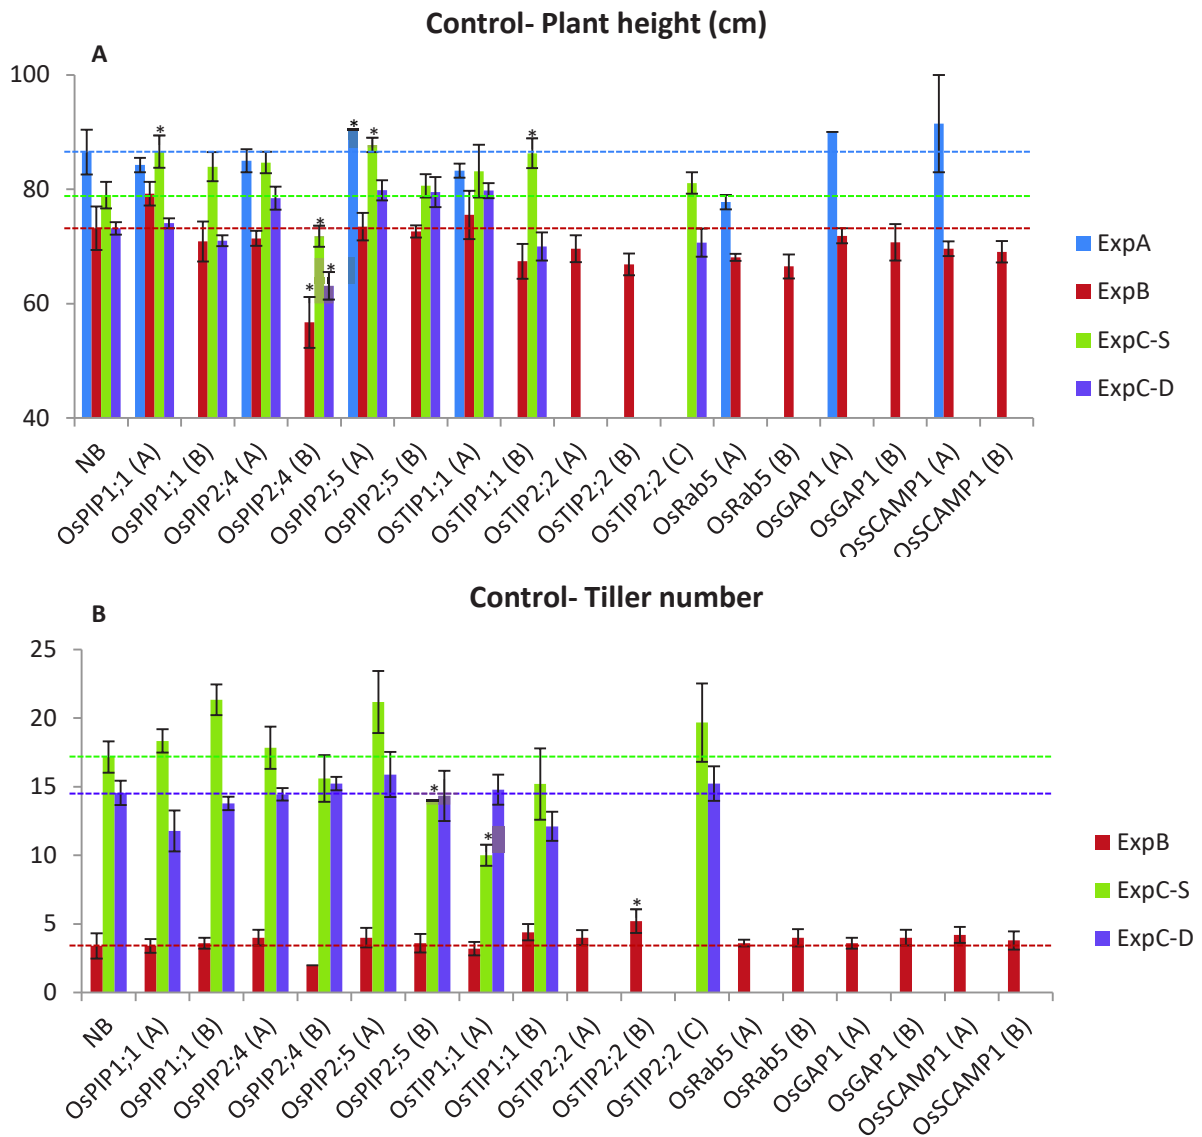 Control- Plant height (cm)
A
100
80
60
40
*
*
*
*
*
*
*
ExpA
ExpB
ExpC-S
ExpC-D
NB
OsPIP1;1 (A)
OsPIP1;1 (B)
OsPIP2;4 (A)
OsPIP2;4 (B)
OsPIP2;5 (A)
OsPIP2;5 (B)
OsTIP1;1 (A)
OsTIP1;1 (B)
OsTIP2;2 (A)
OsTIP2;2 (B)
OsTIP2;2 (C)
OsRab5 (A)
OsRab5 (B)
OsGAP1 (A)
OsGAP1 (B)
OsSCAMP1 (A)
OsSCAMP1 (B)
Control- Tiller number
B
25
20
15
10
5
0
*
*
*
ExpB
ExpC-S
ExpC-D
NB
OsPIP1;1 (A)
OsPIP1;1 (B)
OsPIP2;4 (A)
OsPIP2;4 (B)
OsPIP2;5 (A)
OsPIP2;5 (B)
OsTIP1;1 (A)
OsTIP1;1 (B)
OsTIP2;2 (A)
OsTIP2;2 (B)
OsTIP2;2 (C)
OsRab5 (A)
OsRab5 (B)
OsGAP1 (A)
OsGAP1 (B)
OsSCAMP1 (A)
OsSCAMP1 (B)